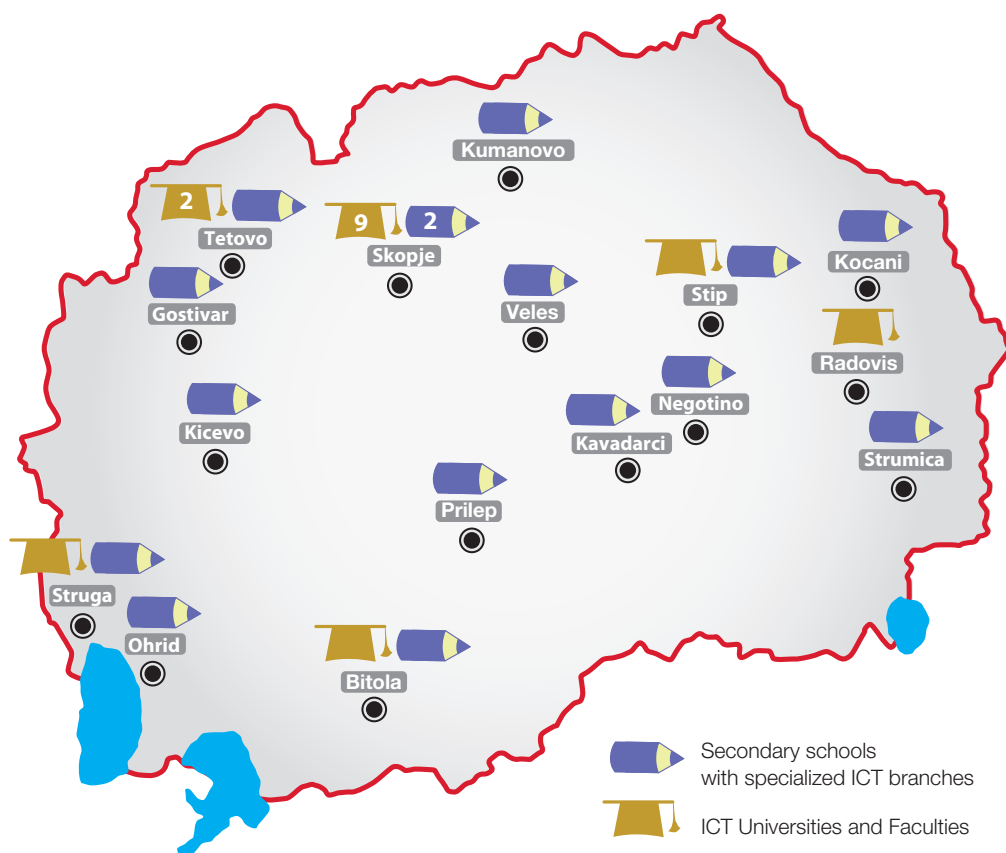 Kumanovo
2
Tetovo
9
2
Skopje
Kocani
Stip
Gostivar
Veles
Radovis
Negotino
Kicevo
Kavadarci
Strumica
Prilep
Struga
Ohrid
Bitola
Secondary schools
with specialized ICT branches
ICT Universities and Faculties